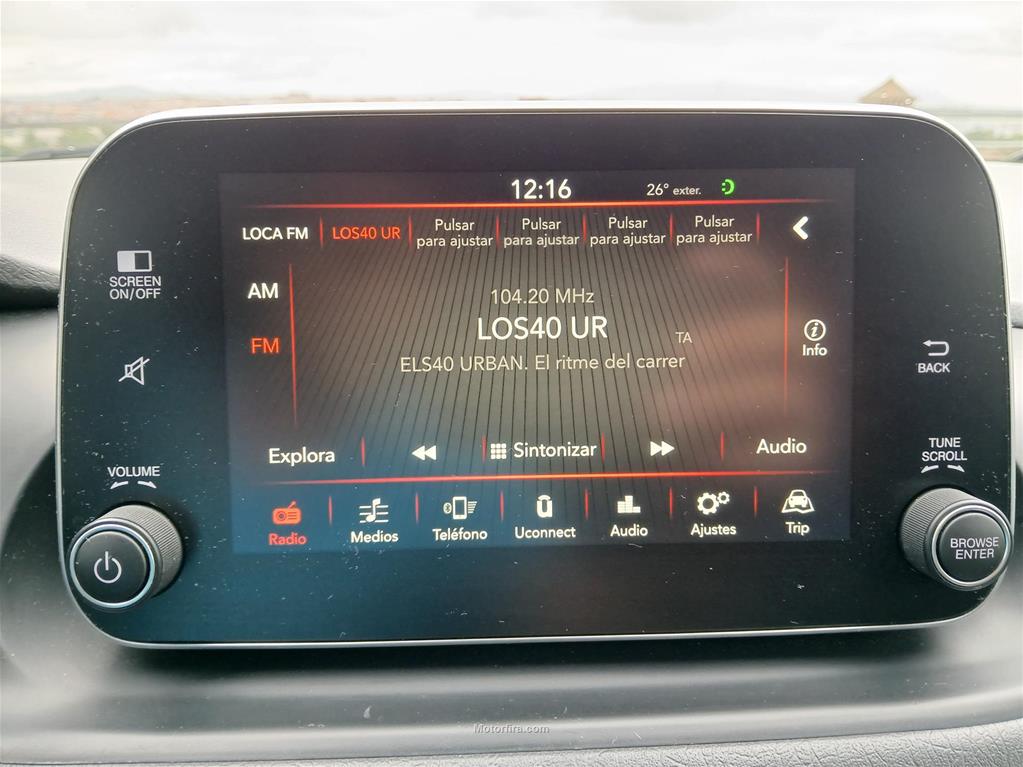 12:16
26° exter.
LOCA FM
LOS40 UR
Pulsar
para ajustar
Pulsar
para ajustar
Pulsar
para ajustar
Pulsar
para ajustar
SCREEN
ON/OFF
AM
FM
104.20 MHz
LOS40 UR
TA
ELS40 URBAN. El ritme del carrer
i
Info
BACK
VOLUME
TUNE
SCROLL
Explora
Sintonizar
Audio
Radio
Medios
Teléfono
Uconnect
Audio
Ajustes
Trip
BROWSE
ENTER
Motorfira.com